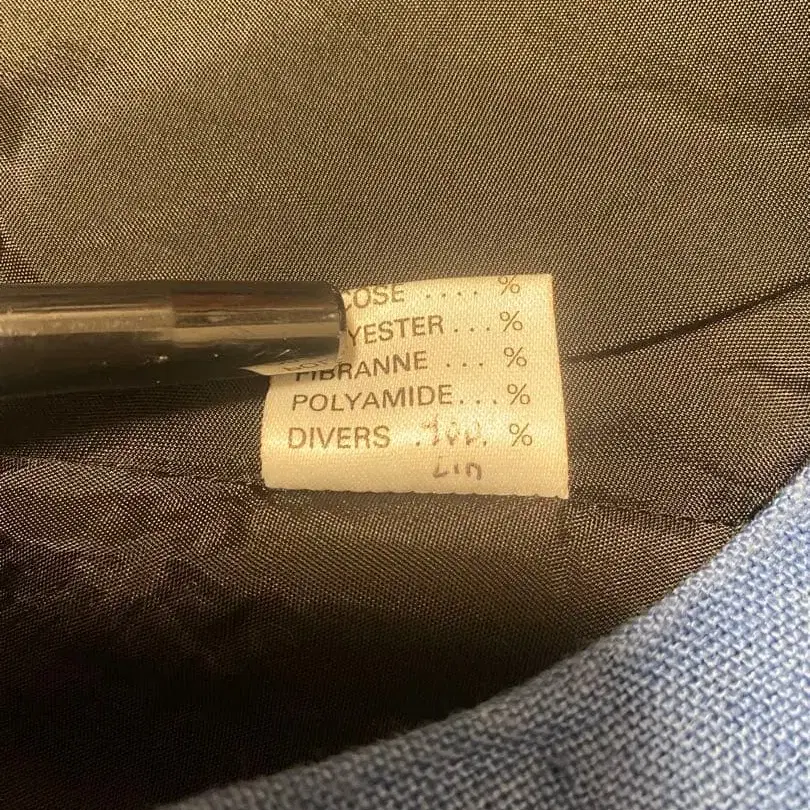 COSE .... %
YESTER ... %
FIBRANNE ... %
POLYAMIDE... %
DIVERS .100. %
Lin